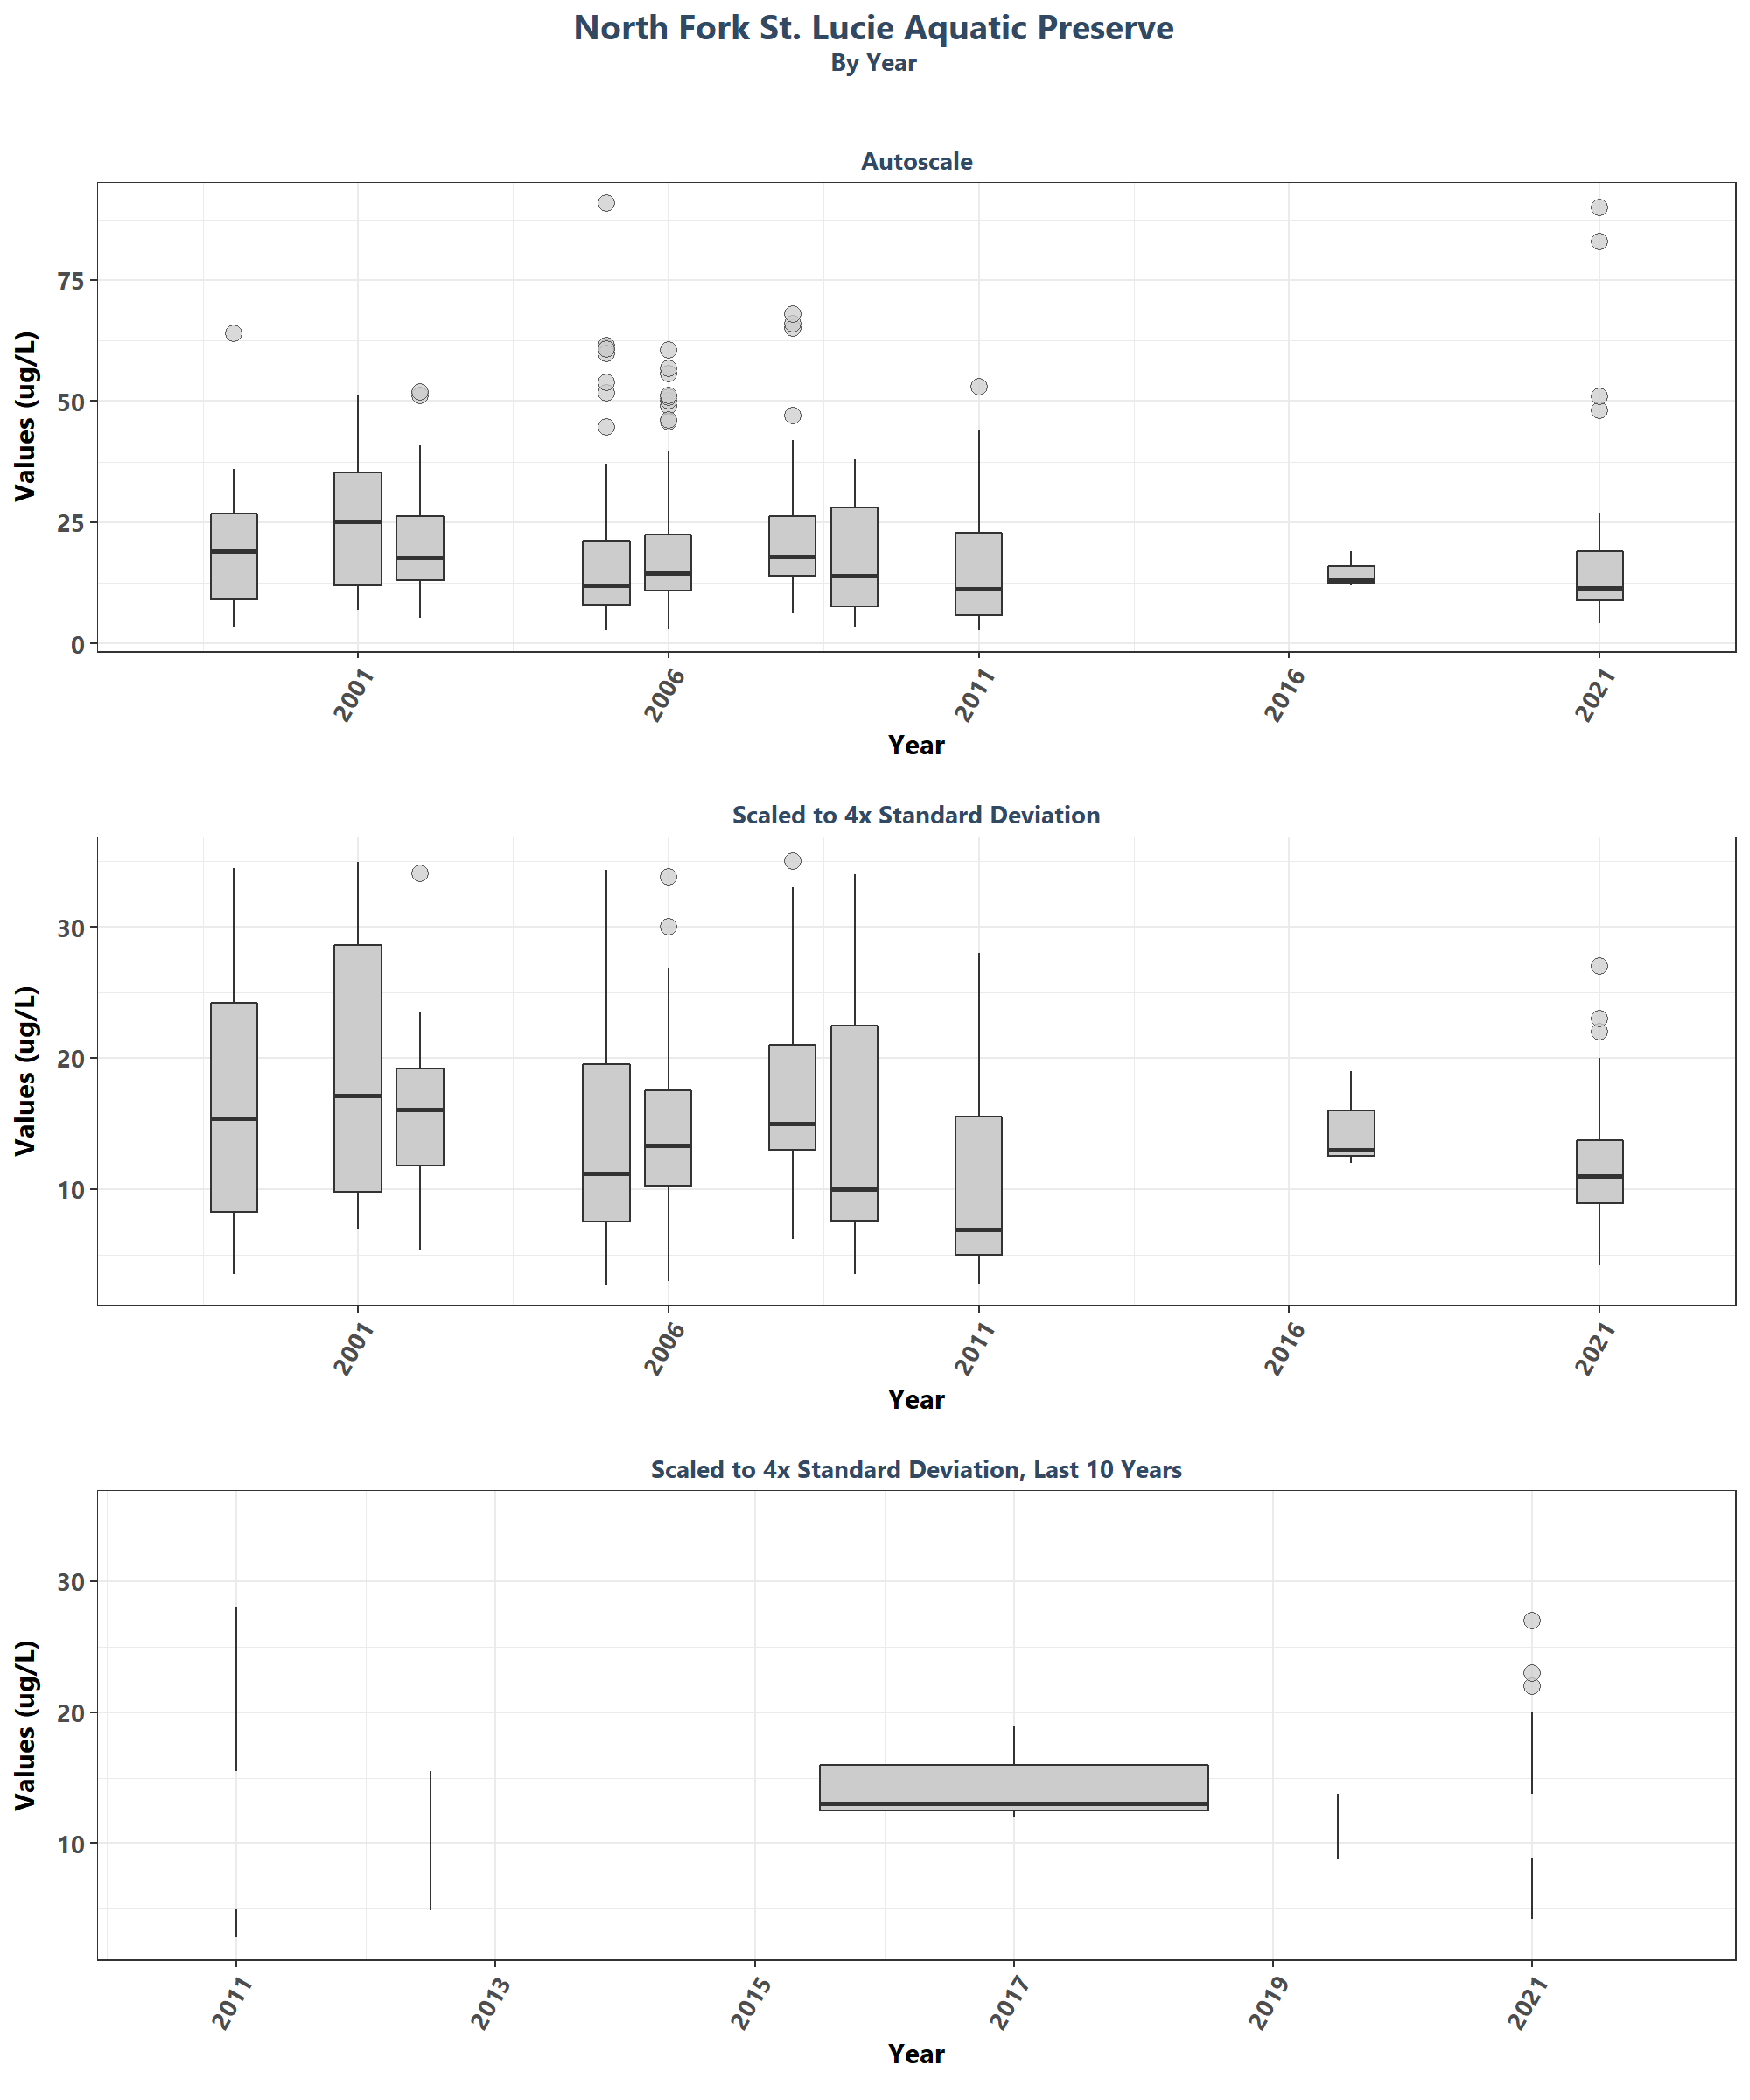 North Fork St. Lucie Aquatic Preserve
By Year
Autoscale
Values (ug/L)
75
50
25
0
2001
2006
2011
2016
2021
Year
Scaled to 4x Standard Deviation
Values (ug/L)
30
20
10
2001
2006
2011
2016
2021
Year
Scaled to 4x Standard Deviation, Last 10 Years
Values (ug/L)
30
20
10
2011
2013
2015
2017
2019
2021
Year